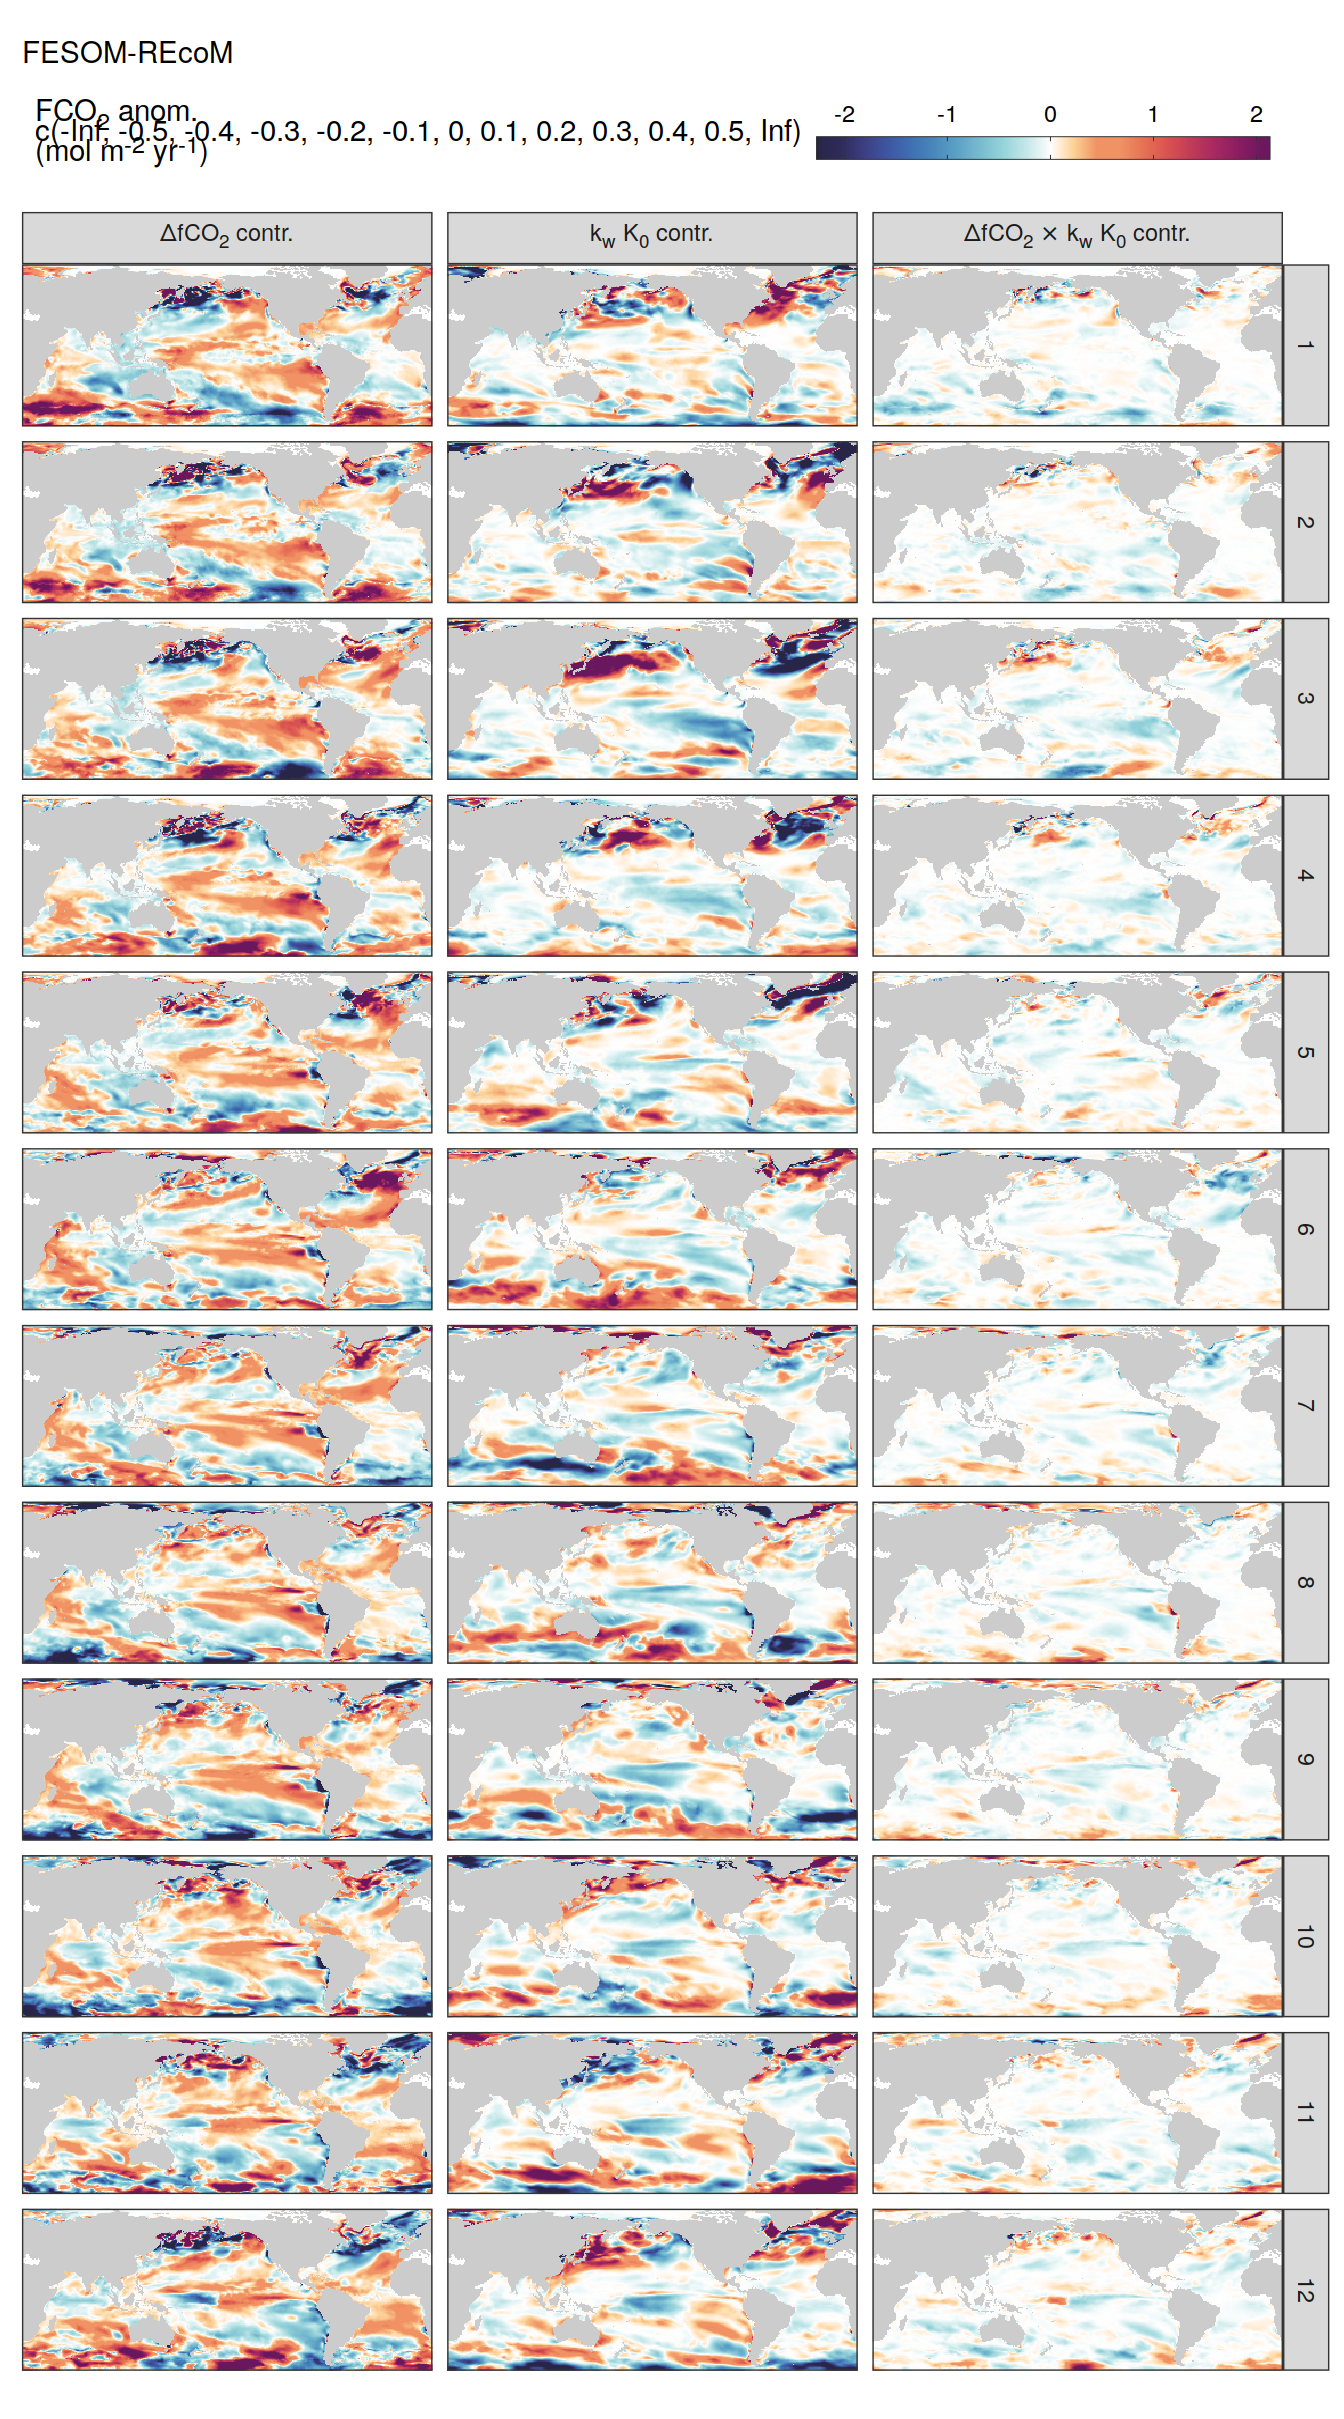 FESOM-REcoM
FCO₂ anom.
c(-Inf, -0.5, -0.4, -0.3, -0.2, -0.1, 0, 0.1, 0.2, 0.3, 0.4, 0.5, Inf)
(mol m⁻² yr⁻¹)
-2 -1 0 1 2
ΔfCO₂ contr. k_w K₀ contr. ΔfCO₂ × k_w K₀ contr.
1
2
3
4
5
6
7
8
9
10
11
12